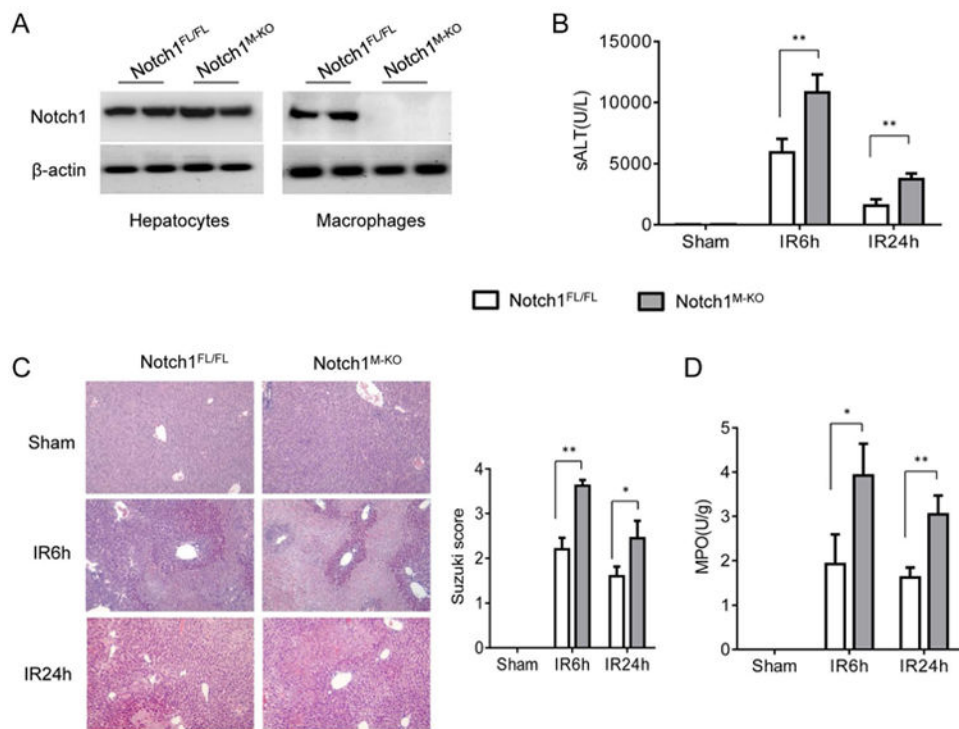 A
Notch1FL/FL
Notch1M-KO
Notch1FL/FL
Notch1M-KO
Notch1
β-actin
Hepatocytes
Macrophages
B
sALT(U/L)
15000
10000
5000
0
**
**
Sham
IR6h
IR24h
Notch1FL/FL
Notch1M-KO
C
Notch1FL/FL
Notch1M-KO
Sham
IR6h
IR24h
Suzuki score
4
3
2
1
0
**
*
Sham
IR6h
IR24h
D
MPO(U/g)
5
4
3
2
1
0
*
**
Sham
IR6h
IR24h